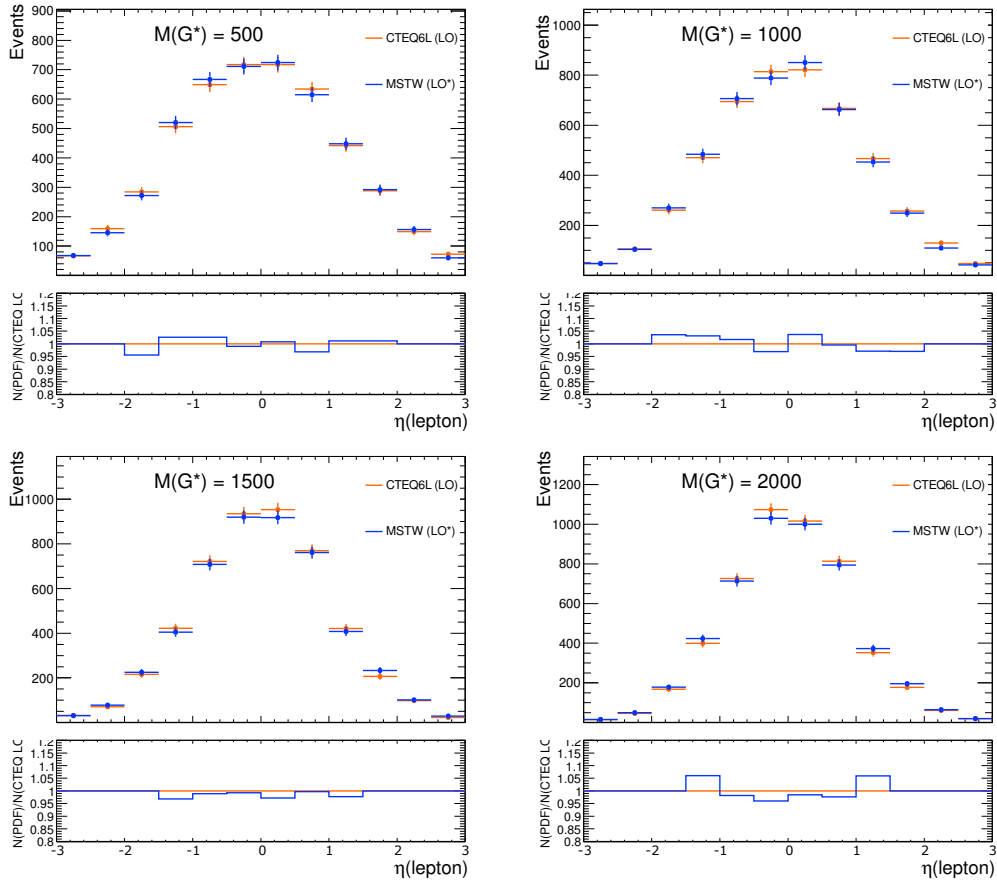 Events
M(G*) = 500
CTEQ6L (LO)
MSTW (LO*)
900
800
700
600
500
400
300
200
100
N(PDF)/N(CTEQ LO
1.2
1.15
1.1
1.05
1
0.95
0.9
0.85
0.8
-3 -2 -1 0 1 2 3
η(lepton)
Events
M(G*) = 1000
CTEQ6L (LO)
MSTW (LO*)
1000
800
600
400
200
N(PDF)/N(CTEQ LO
1.2
1.15
1.1
1.05
1
0.95
0.9
0.85
0.8
-3 -2 -1 0 1 2 3
η(lepton)
Events
M(G*) = 1500
CTEQ6L (LO)
MSTW (LO*)
1000
800
600
400
200
N(PDF)/N(CTEQ LO
1.2
1.15
1.1
1.05
1
0.95
0.9
0.85
0.8
-3 -2 -1 0 1 2 3
η(lepton)
Events
M(G*) = 2000
CTEQ6L (LO)
MSTW (LO*)
1200
1000
800
600
400
200
N(PDF)/N(CTEQ LO
1.2
1.15
1.1
1.05
1
0.95
0.9
0.85
0.8
-3 -2 -1 0 1 2 3
η(lepton)